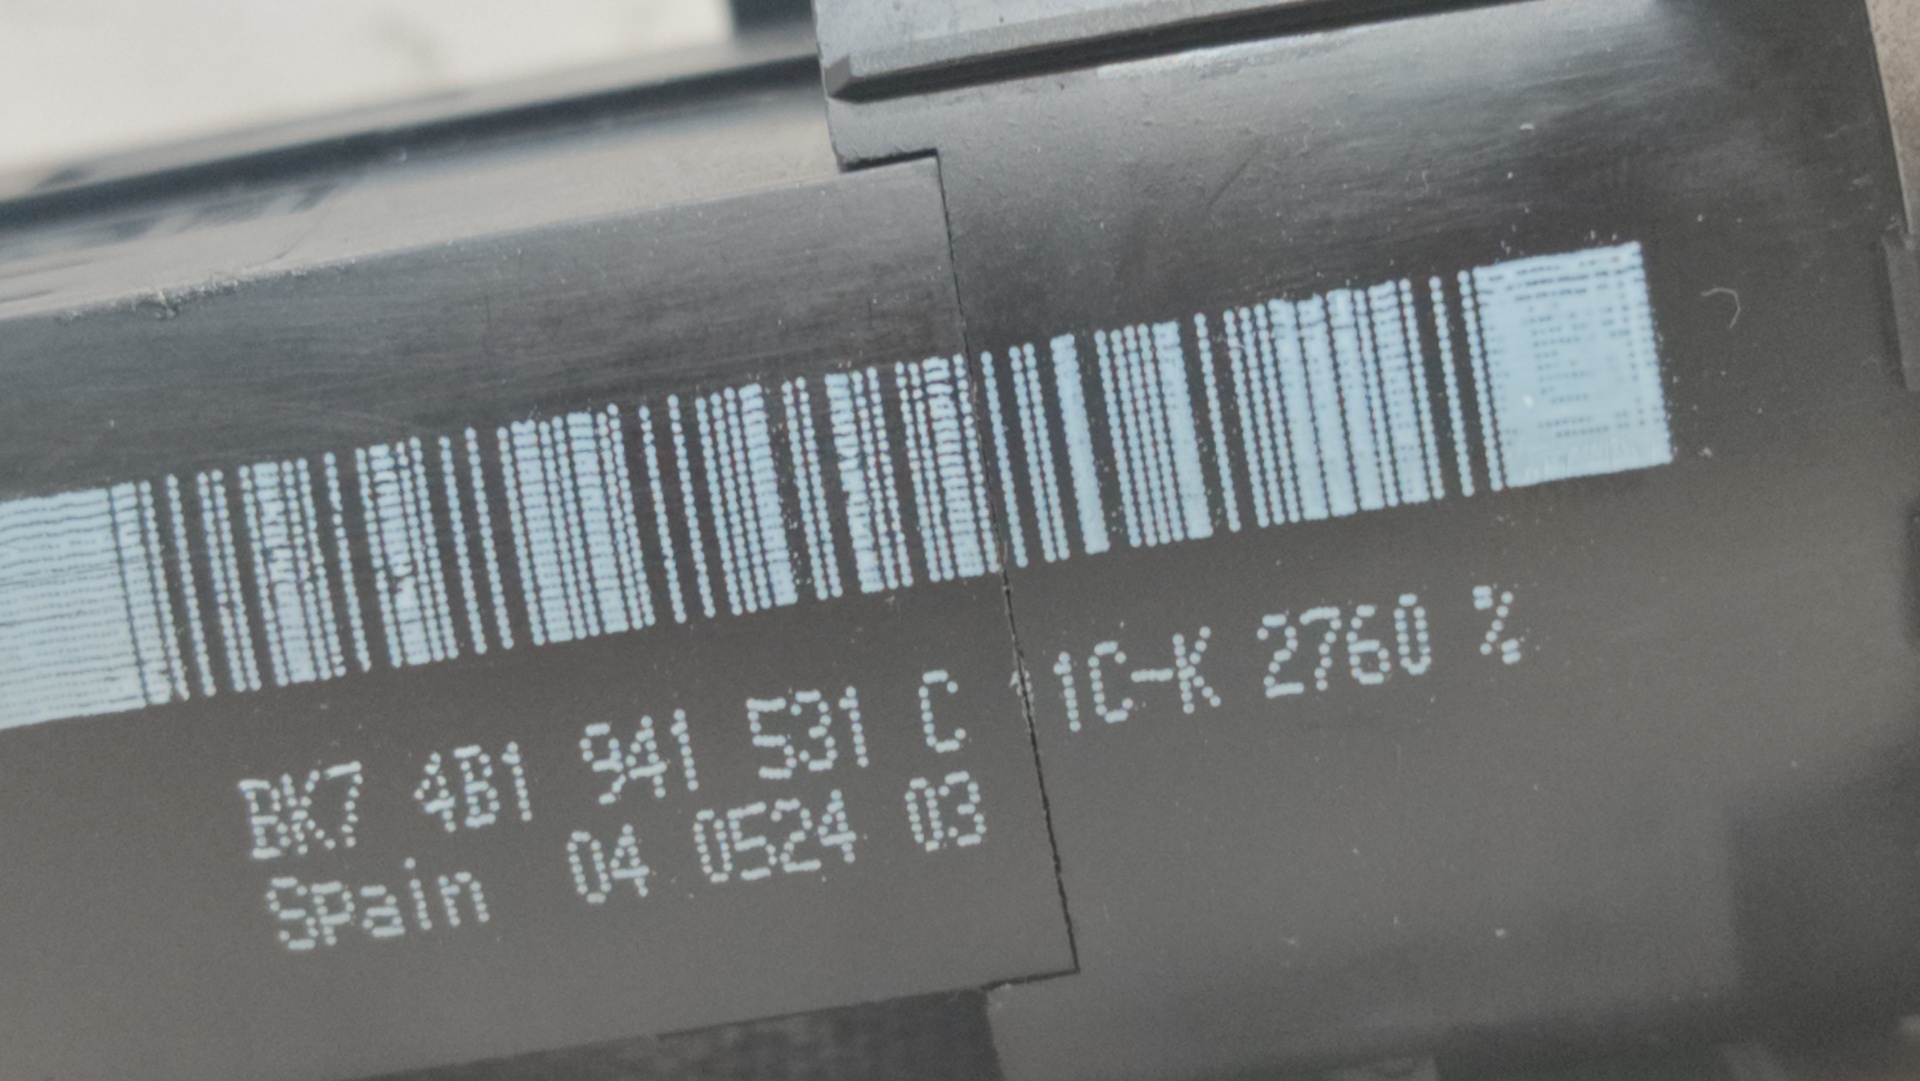 BK7 4B1 941 531 C 1C-K 2760 %
Spain 04 0524 03